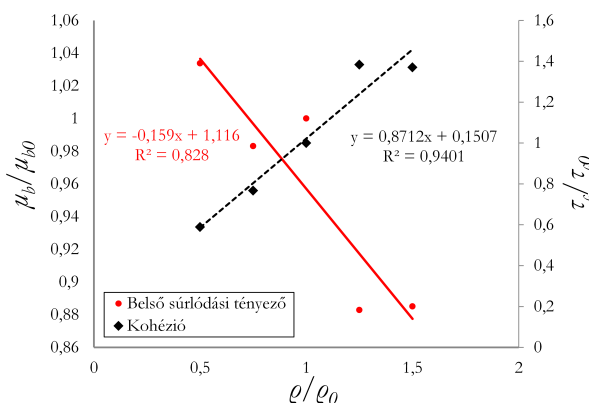 1,06
1,04
1,02
1
0,98
0,96
0,94
0,92
0,9
0,88
0,86
μb/μb0
1,6
1,4
1,2
1
0,8
0,6
0,4
0,2
0
τ/τ0
y = -0,159x + 1,116
R² = 0,828
y = 0,8712x + 0,1507
R² = 0,9401
Belső súrlódási tényező
Kohézió
0
0,5
1
1,5
2
ϱ/ϱ0